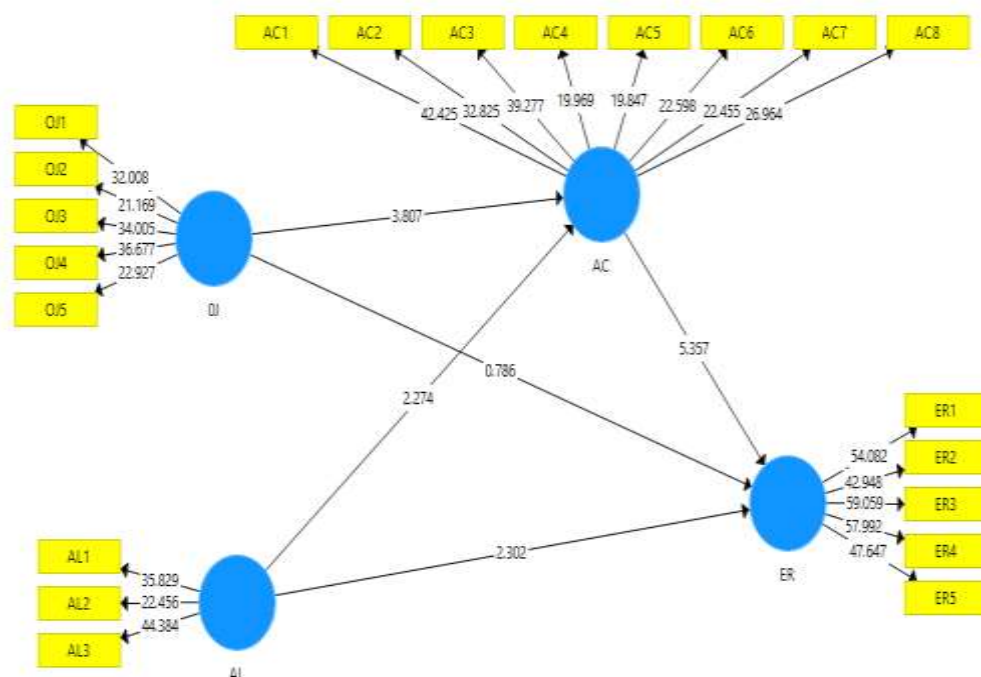 AC1 AC2 AC3 AC4 AC5 AC6 AC7 AC8
42.425 32.825 39.277 19.969 19.847 22.598 22.455 26.964
OJ1
OJ2
OJ3
OJ4
OJ5
32.008
21.169
34.005
36.677
22.927
OJ
3.807
AC
0.786
2.274
5.357
2.302
AL1
AL2
AL3
35.829
22.456
44.384
AL
ER
54.082
42.948
59.059
57.992
47.647
ER1
ER2
ER3
ER4
ER5